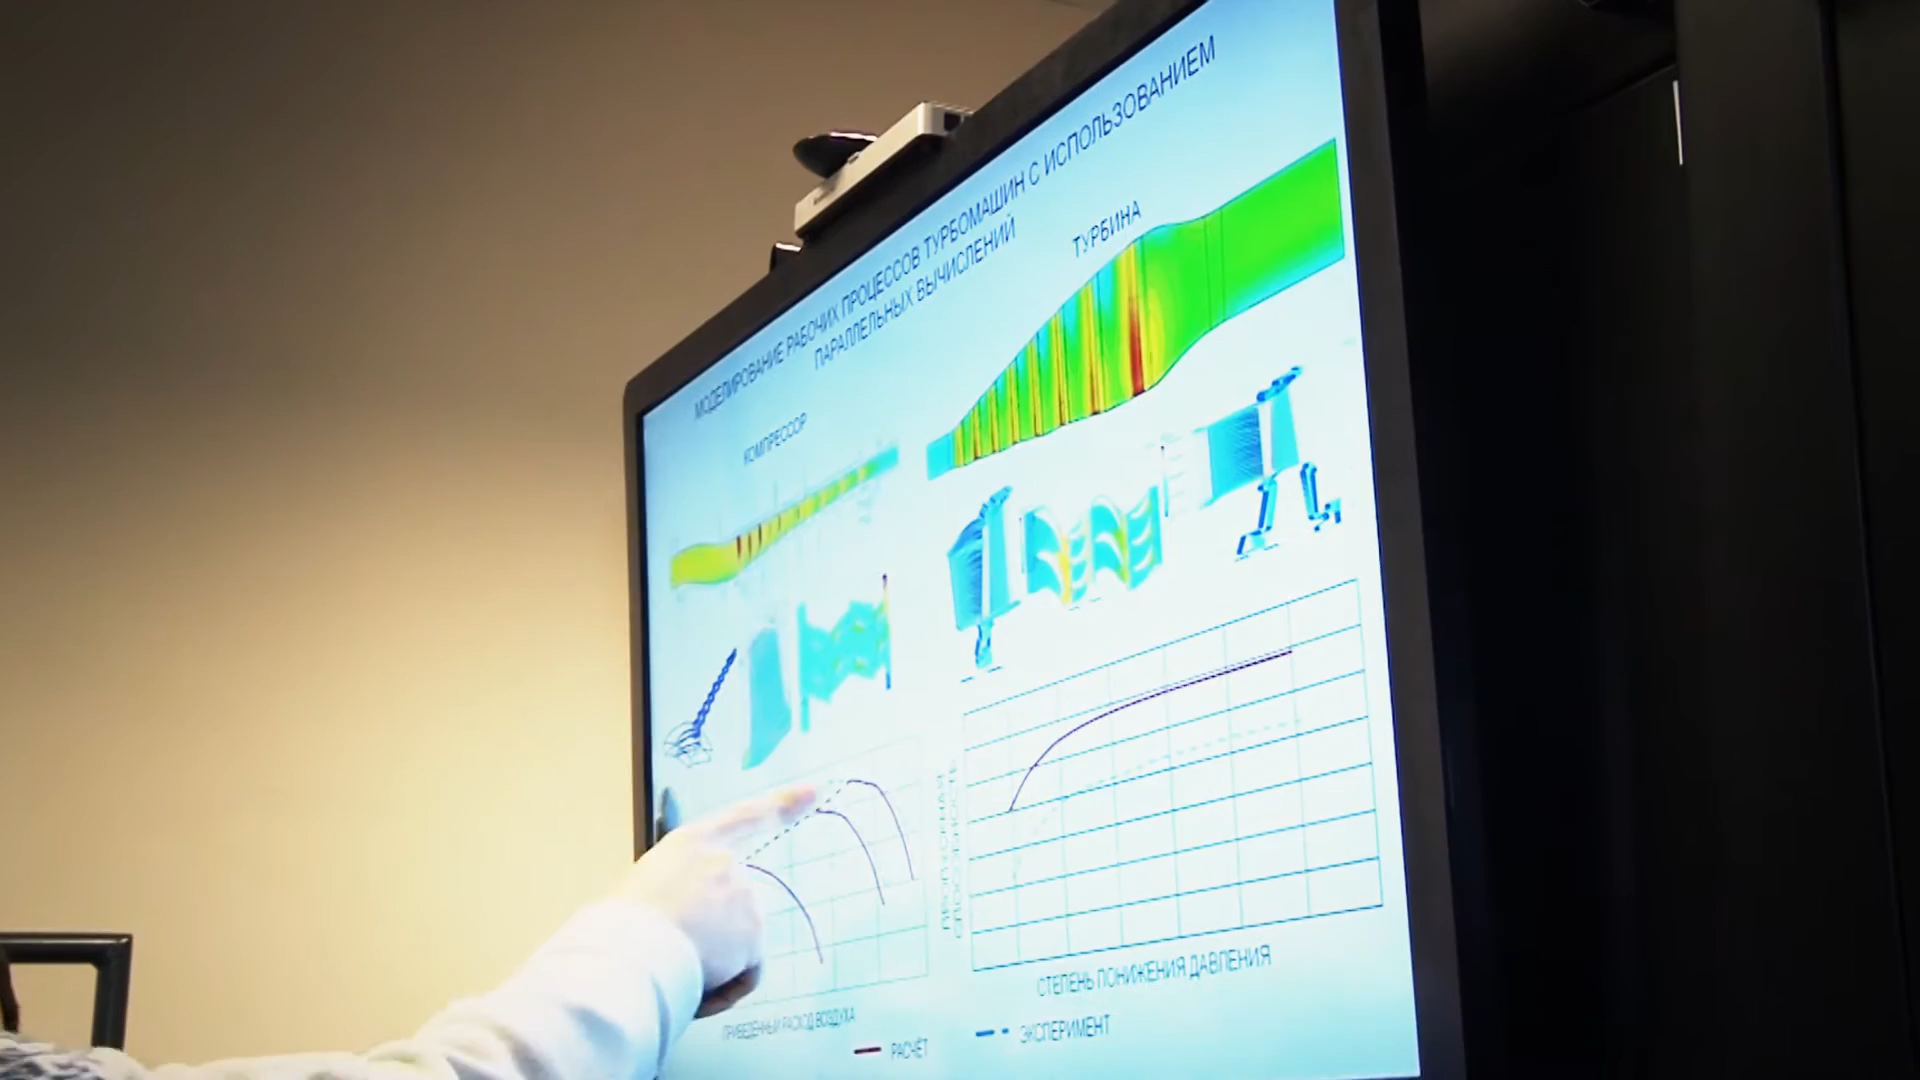 МОДЕЛИРОВАНИЕ РАБОЧИХ ПРОЦЕССОВ ТУРБОМАШИН С ИСПОЛЬЗОВАНИЕМ
ПАРАЛЛЕЛЬНЫХ ВЫЧИСЛЕНИЙ
КОМПРЕССОР
ТУРБИНА
ПРОПУСКНАЯ
СПОСОБНОСТЬ
ПРИВЕДЕННЫЙ РАСХОД ВОЗДУХА
СТЕПЕНЬ ПОНИЖЕНИЯ ДАВЛЕНИЯ
РАСЧЁТ
ЭКСПЕРИМЕНТ